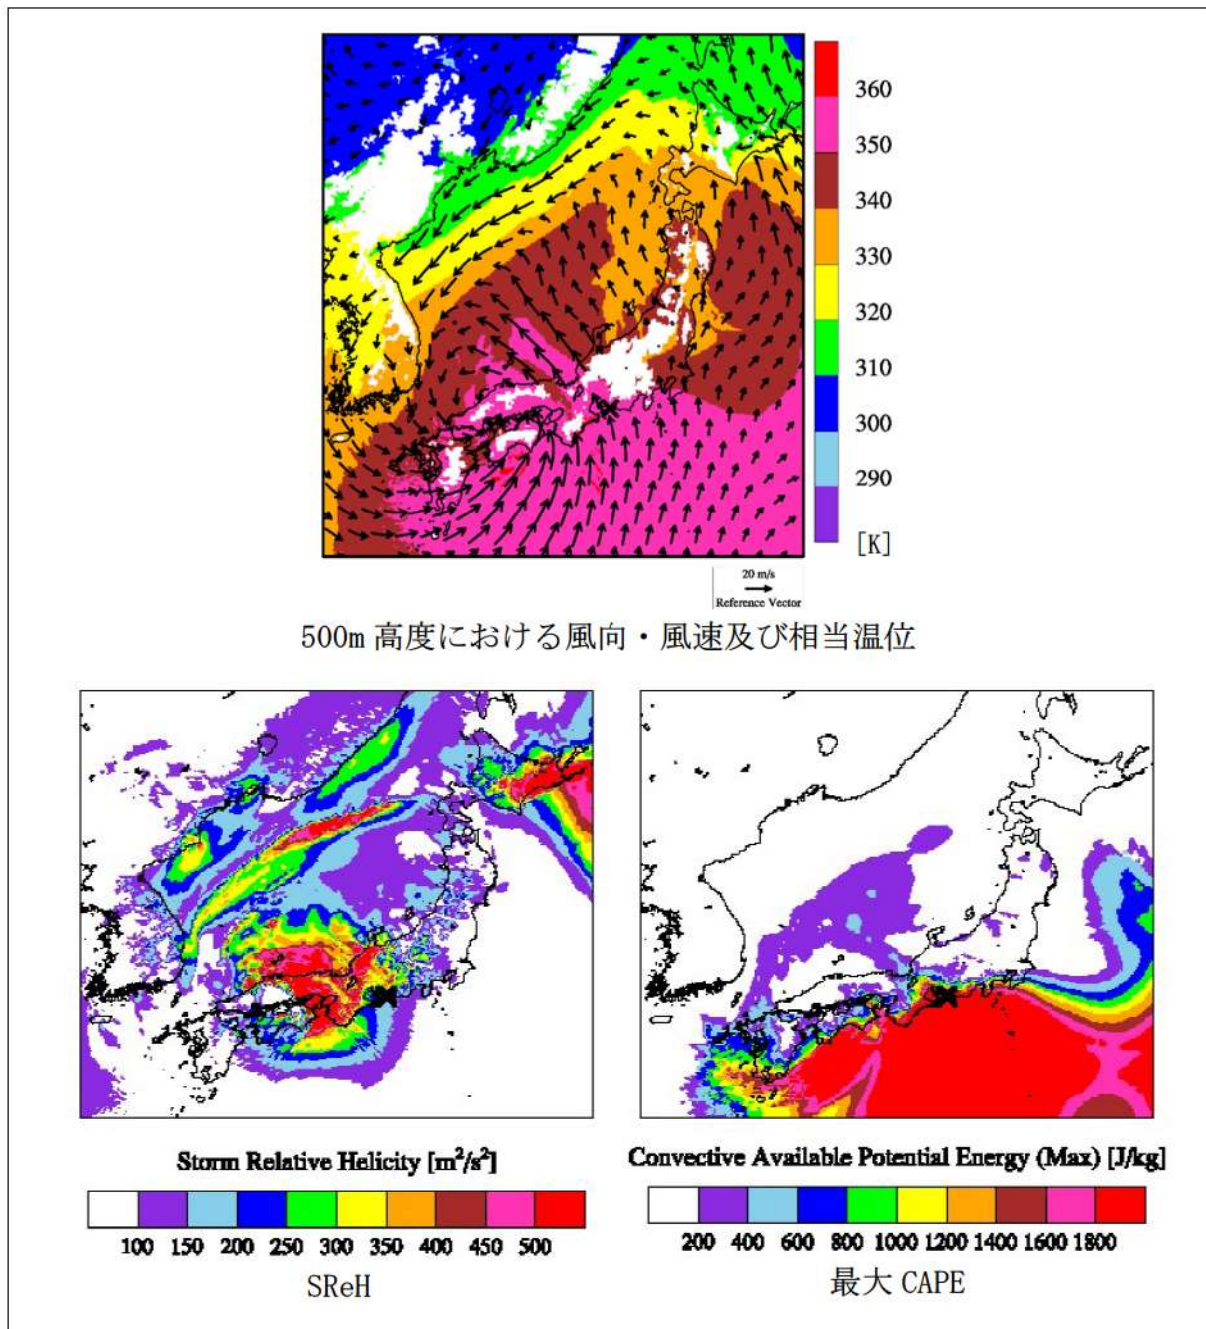 360
350
340
330
320
310
300
290
[K]
20 m/s
Reference Vector
500m 高度における風向・風速及び相当温位
Storm Relative Helicity [m²/s²]
100 150 200 250 300 350 400 450 500
SReH
Convective Available Potential Energy (Max) [J/kg]
200 400 600 800 1000 1200 1400 1600 1800
最大 CAPE